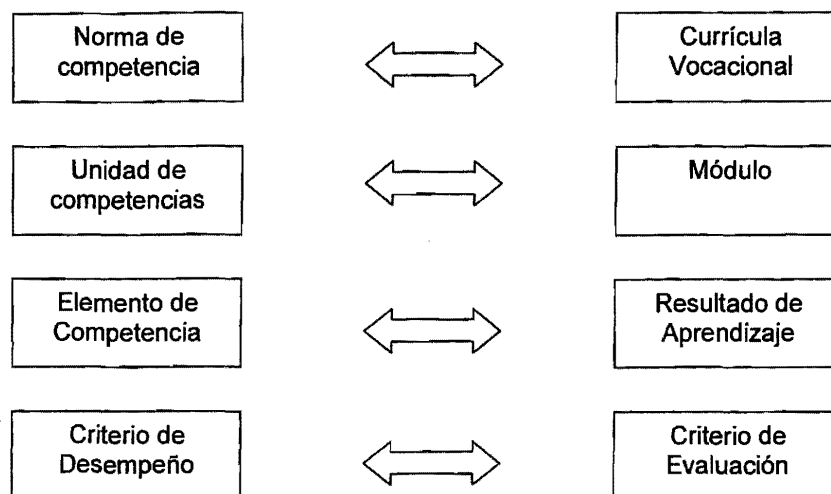 Norma de
competencia
Currícula
Vocacional
Unidad de
competencias
Módulo
Elemento de
Competencia
Resultado de
Aprendizaje
Criterio de
Desempeño
Criterio de
Evaluación